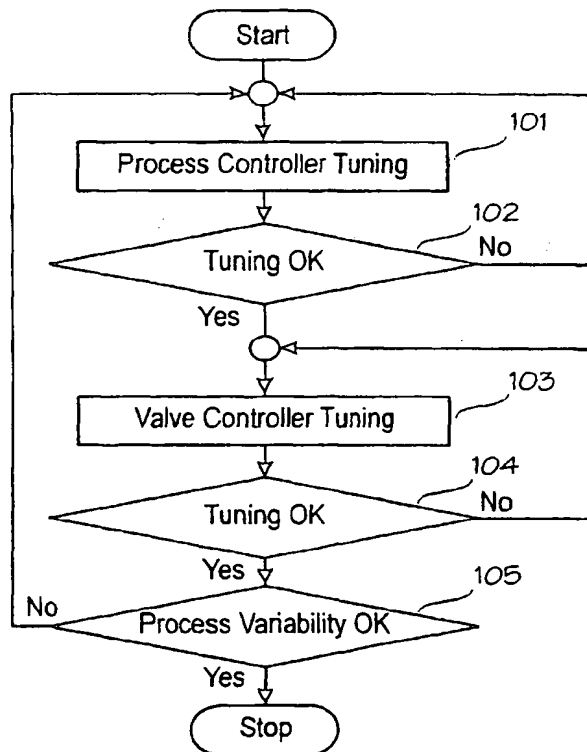 Start
101
Process Controller Tuning
102
Tuning OK
No
Yes
103
Valve Controller Tuning
104
Tuning OK
No
Yes
105
No
Process Variability OK
Yes
Stop